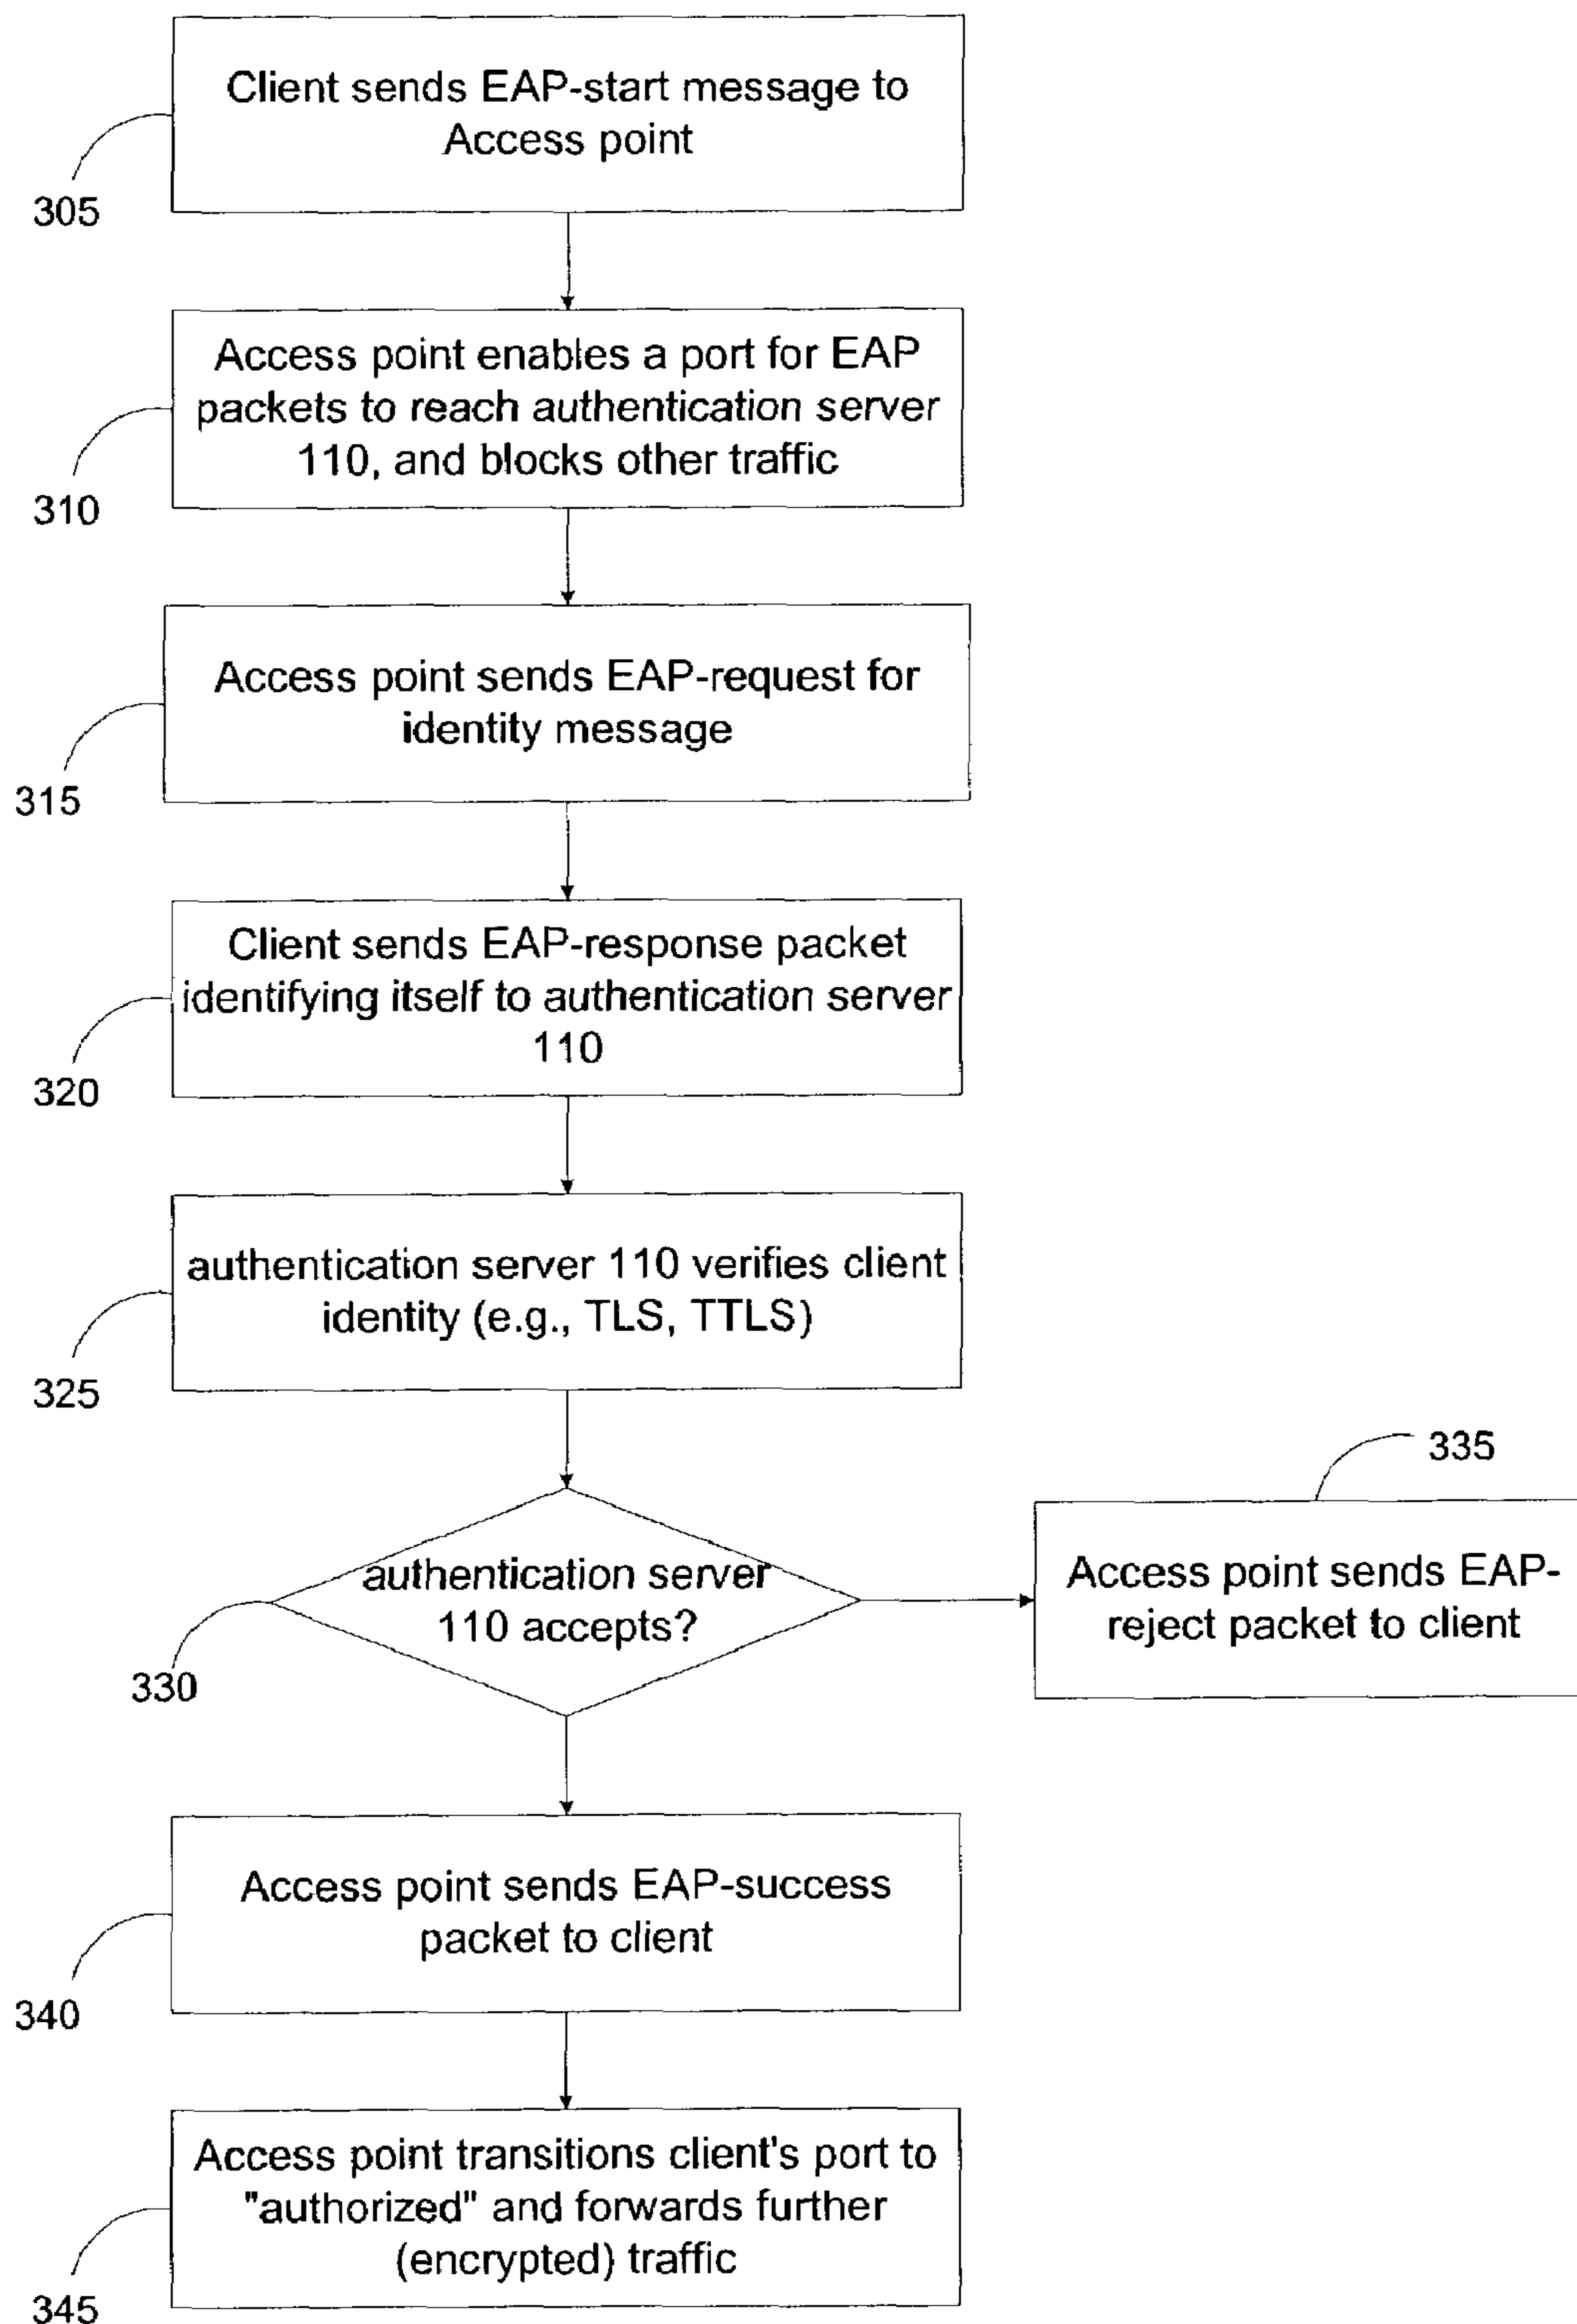 Client sends EAP-start message to
Access point
305
Access point enables a port for EAP
packets to reach authentication server
110, and blocks other traffic
310
Access point sends EAP-request for
identity message
315
Client sends EAP-response packet
identifying itself to authentication server
110
320
authentication server 110 verifies client
identity (e.g., TLS, TTLS)
325
335
authentication server
110 accepts?
330
Access point sends EAP-
reject packet to client
Access point sends EAP-success
packet to client
340
Access point transitions client's port to
"authorized" and forwards further
(encrypted) traffic
345